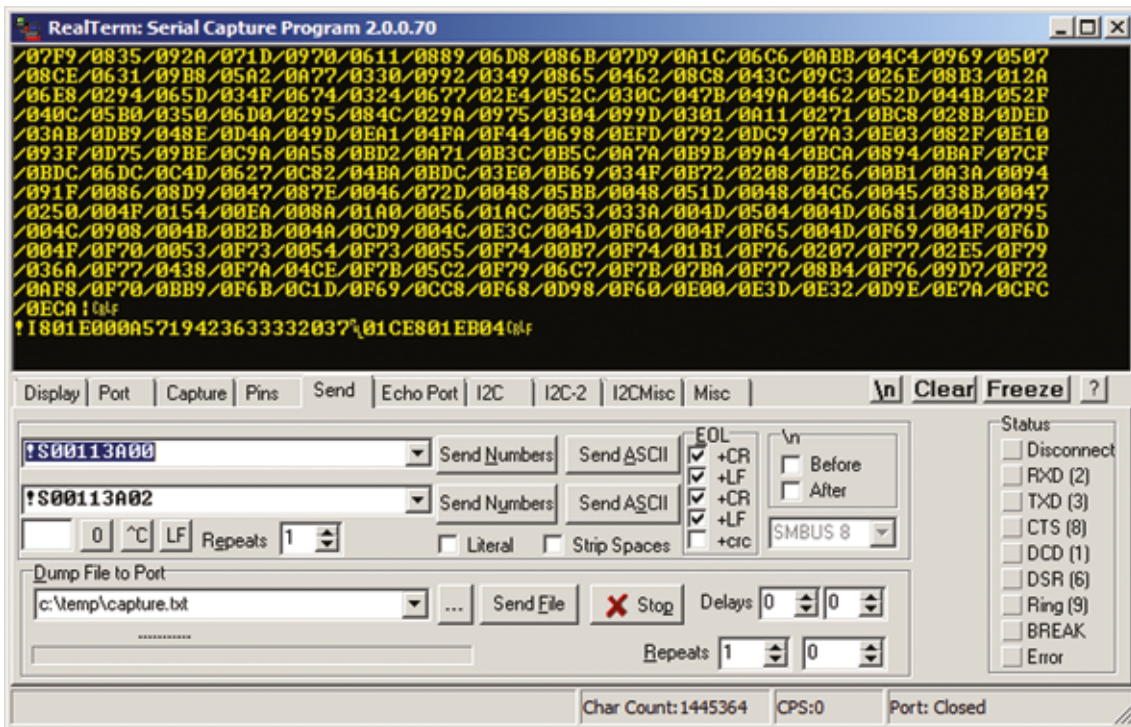 RealTerm: Serial Capture Program 2.0.0.70
/07F9/0835/092A/071D/0970/0611/0889/06D8/086B/07D9/0A1C/06C6/0ABB/04C4/0969/0507
/08CE/0631/09B8/05A2/0A77/0330/0992/0349/0865/0462/08C8/043C/09C3/026E/08B3/012A
/06E8/0294/065D/034F/0674/0324/0677/02E4/052C/030C/047B/049A/0462/052D/044B/052F
/040C/05B0/0350/06D0/0295/084C/029A/0975/0304/099D/0301/0A11/0271/0BC8/028B/0DED
/03AB/0DB9/048E/0D4A/049D/0EA1/04FA/0F44/0698/0EFD/0792/0DC9/07A3/0E03/082F/0E10
/093F/0D75/09BE/0C9A/0A58/0BD2/0A71/0B3C/0B5C/0A7A/0B9B/09A4/0BCA/0894/0BAF/07CF
/0BDC/06DC/0C4D/0627/0C82/04BA/0BDC/03E0/0B69/034F/0B72/0208/0B26/00B1/0A3A/0094
/091F/0086/08D9/0047/087E/0046/072D/0048/05BB/0048/051D/0048/04C6/0045/038B/0047
/0250/004F/0154/00EA/008A/01A0/0056/01AC/0053/033A/004D/0504/004D/0681/004D/0795
/004C/0908/004B/0B2B/004A/0CD9/004C/0E3C/004D/0F60/004F/0F65/004D/0F69/004F/0F6D
/004F/0F70/0053/0F73/0054/0F73/0055/0F74/00B7/0F74/01B1/0F76/0207/0F77/02E5/0F79
/036A/0F77/0438/0F7A/04CE/0F7B/05C2/0F79/06C7/0F7B/07BA/0F77/08B4/0F76/09D7/0F72
/0AF8/0F70/0BB9/0F6B/0C1D/0F69/0CC8/0F68/0D98/0F60/0E00/0E3D/0E32/0D9E/0E7A/0CFC
/0ECA!CRLF
!I801E000A5719423633332037 01CE801EB04CRLF
Display Port Capture Pins Send Echo Port I2C I2C-2 I2CMisc Misc \n Clear Freeze ?
!S00113A00 Send Numbers Send ASCII
!S00113A02 Send Numbers Send ASCII
EOL
+CR
+LF
+CR
+LF
+crc
\n
Before
After
SMBUS 8
0 ^C LF Repeats 1 Literal Strip Spaces
Dump File to Port
c:\temp\capture.txt ... Send File Stop Delays 0 0
Repeats 1 0
Status
Disconnect
RXD (2)
TXD (3)
CTS (8)
DCD (1)
DSR (6)
Ring (9)
BREAK
Error
Char Count:1445364 CPS:0 Port: Closed